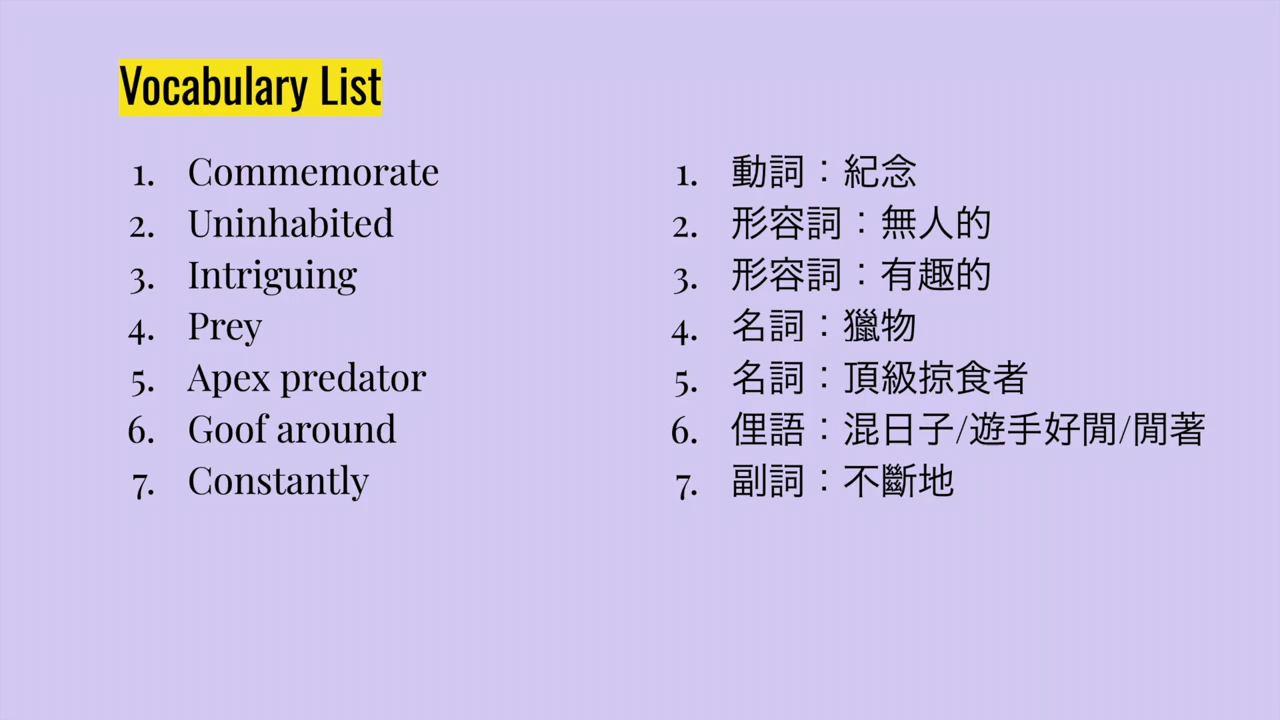 Vocabulary List
1. Commemorate
2. Uninhabited
3. Intriguing
4. Prey
5. Apex predator
6. Goof around
7. Constantly
1. 動詞：紀念
2. 形容詞：無人的
3. 形容詞：有趣的
4. 名詞：獵物
5. 名詞：頂級掠食者
6. 俚語：混日子/遊手好閒/閒著
7. 副詞：不斷地